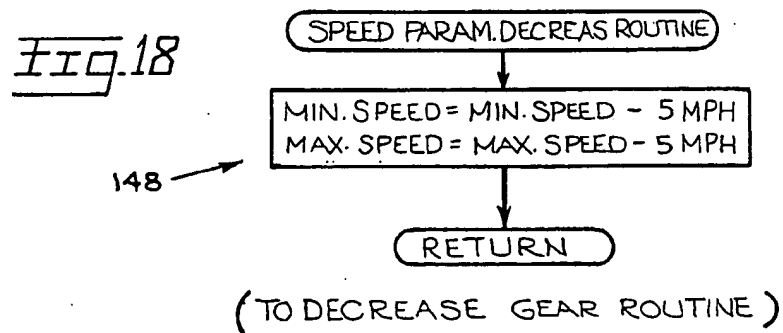 Fig.18
SPEED PARAM.DECREAS ROUTINE
MIN.SPEED = MIN.SPEED - 5 MPH
MAX.SPEED = MAX.SPEED - 5 MPH
148
RETURN
(TO DECREASE GEAR ROUTINE)